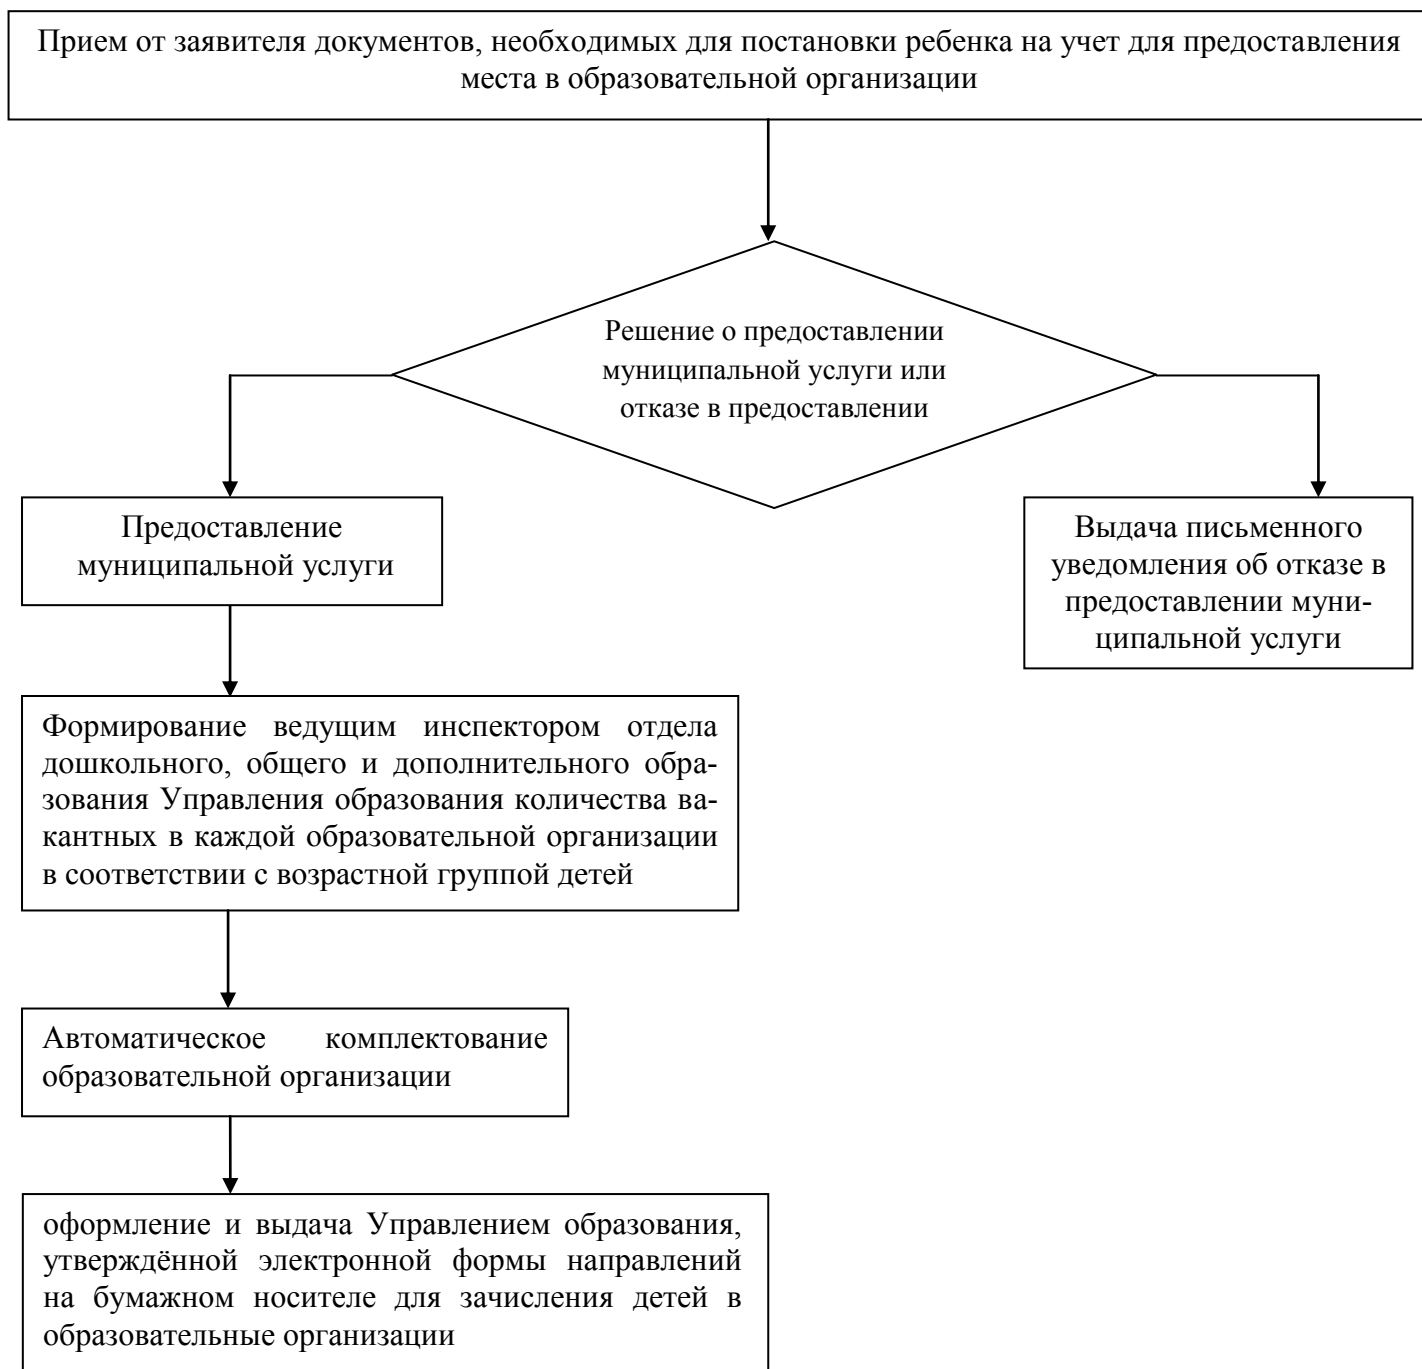 Прием от заявителя документов, необходимых для постановки ребенка на учет для предоставления
места в образовательной организации
Решение о предоставлении
муниципальной услуги или
отказе в предоставлении
Предоставление
муниципальной услуги
Выдача письменного
уведомления об отказе в
предоставлении муни-
ципальной услуги
Формирование ведущим инспектором отдела
дошкольного, общего и дополнительного обра-
зования Управления образования количества ва-
кантных в каждой образовательной организации
в соответствии с возрастной группой детей
Автоматическое комплектование
образовательной организации
оформление и выдача Управлением образования,
утверждённой электронной формы направлений
на бумажном носителе для зачисления детей в
образовательные организации